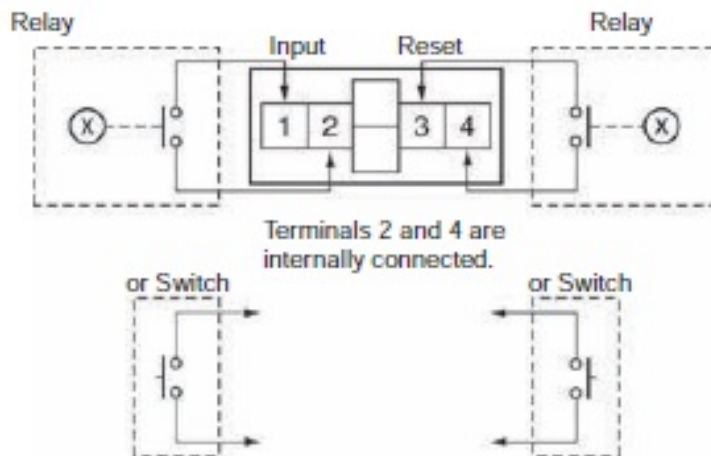 Relay
Relay
Input
Reset
X
1
2
3
4
X
Terminals 2 and 4 are
internally connected.
or Switch
or Switch